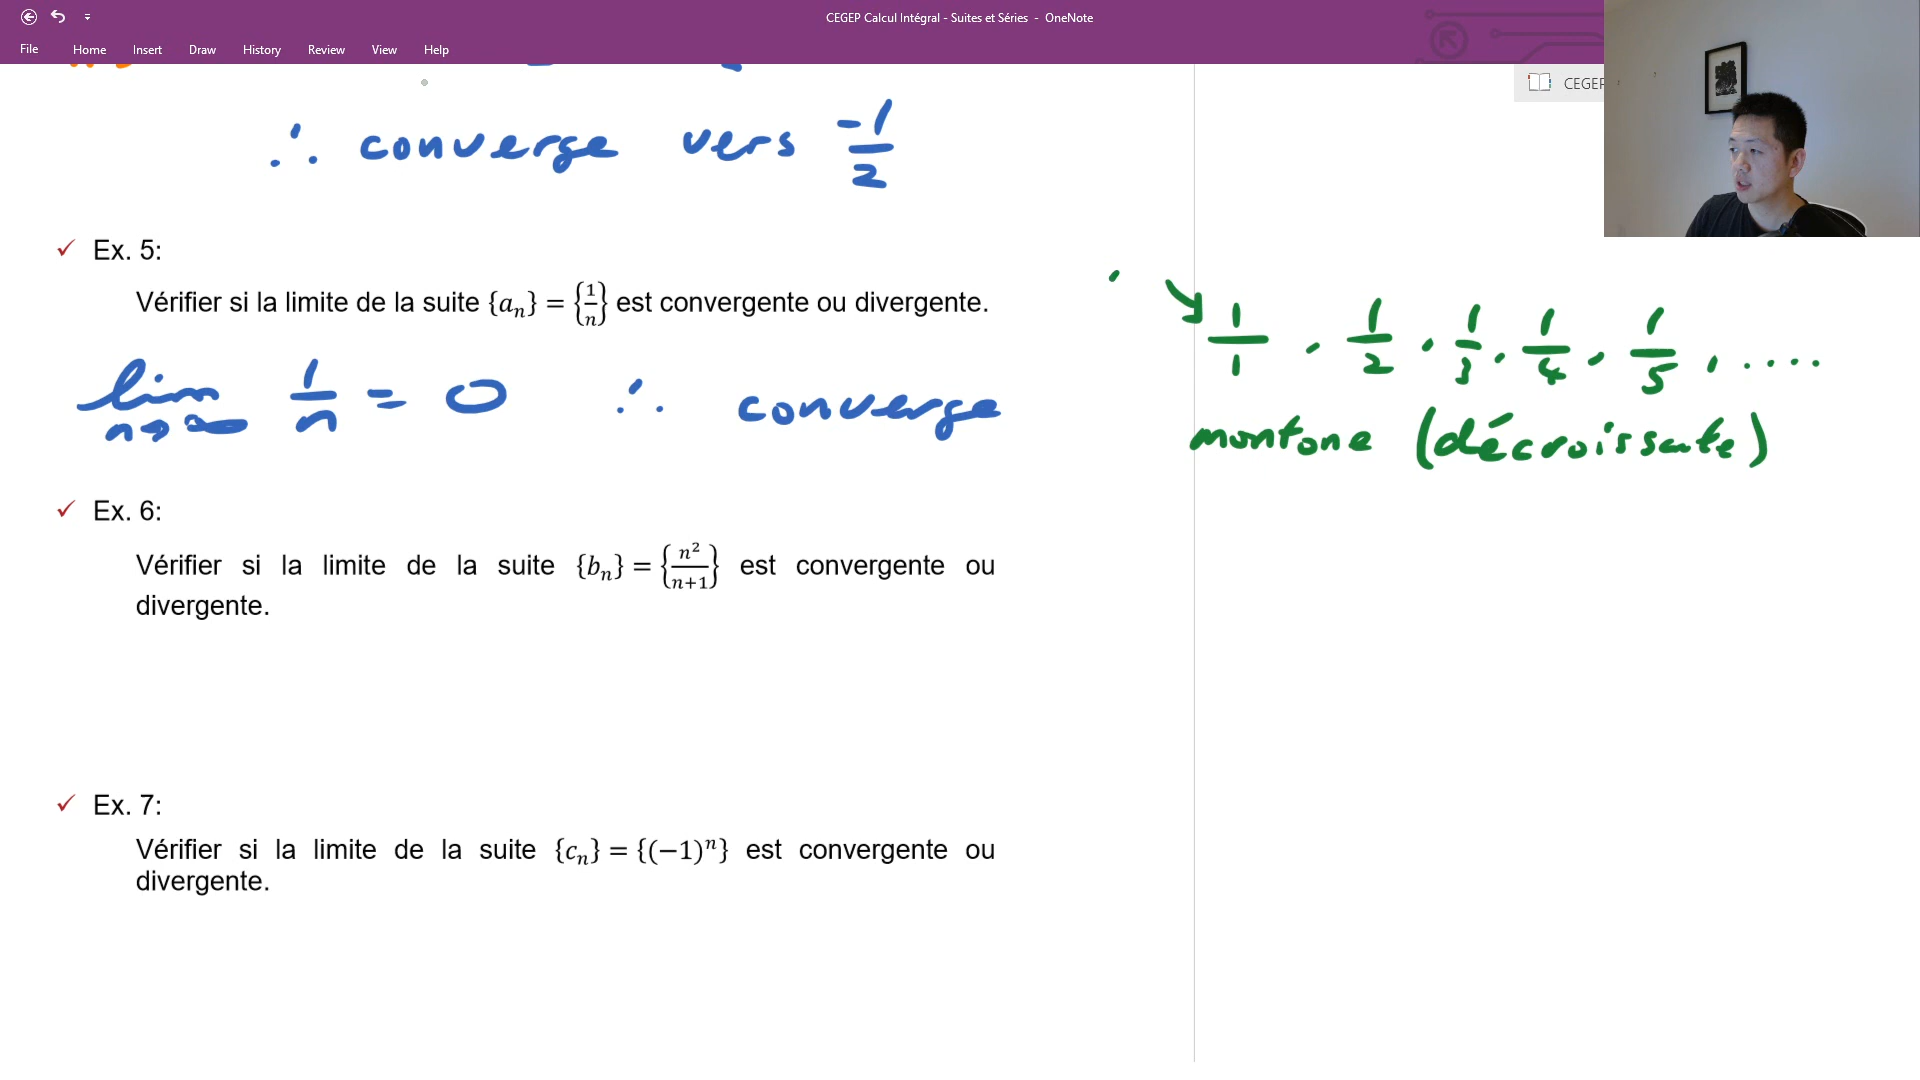 CEGEP Calcul Intégral - Suites et Séries - OneNote
File Home Insert Draw History Review View Help
CEGEP
∴ converge vers -1/2
✓ Ex. 5:
Vérifier si la limite de la suite {aₙ} = {1/n} est convergente ou divergente.
lim n→∞ 1/n = 0 ∴ converge
1/1 , 1/2 , 1/3 , 1/4 , 1/5 , ....
montone (décroissante)
✓ Ex. 6:
Vérifier si la limite de la suite {bₙ} = {n²/n+1} est convergente ou
divergente.
✓ Ex. 7:
Vérifier si la limite de la suite {cₙ} = {(−1)ⁿ} est convergente ou
divergente.